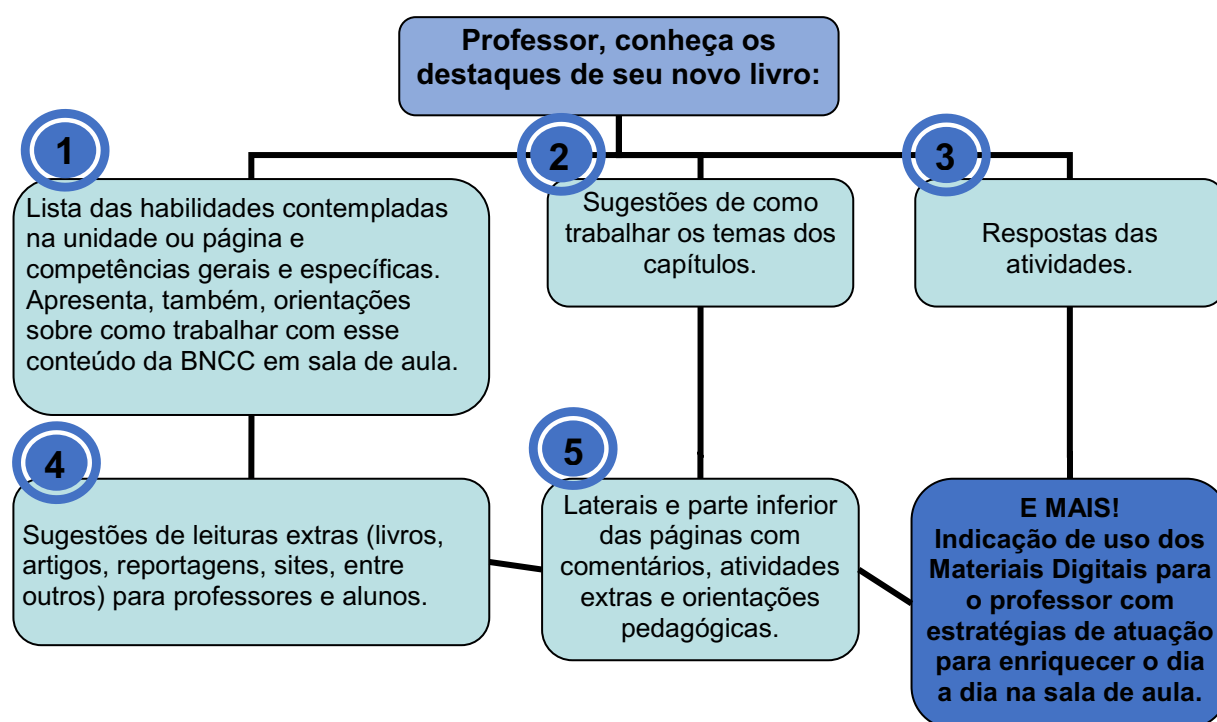 Professor, conheça os
destaques de seu novo livro:
1
Lista das habilidades contempladas
na unidade ou página e
competências gerais e específicas.
Apresenta, também, orientações
sobre como trabalhar com esse
conteúdo da BNCC em sala de aula.
2
Sugestões de como
trabalhar os temas dos
capítulos.
3
Respostas das
atividades.
4
Sugestões de leituras extras (livros,
artigos, reportagens, sites, entre
outros) para professores e alunos.
5
Laterais e parte inferior
das páginas com
comentários, atividades
extras e orientações
pedagógicas.
E MAIS!
Indicação de uso dos
Materiais Digitais para
o professor com
estratégias de atuação
para enriquecer o dia
a dia na sala de aula.